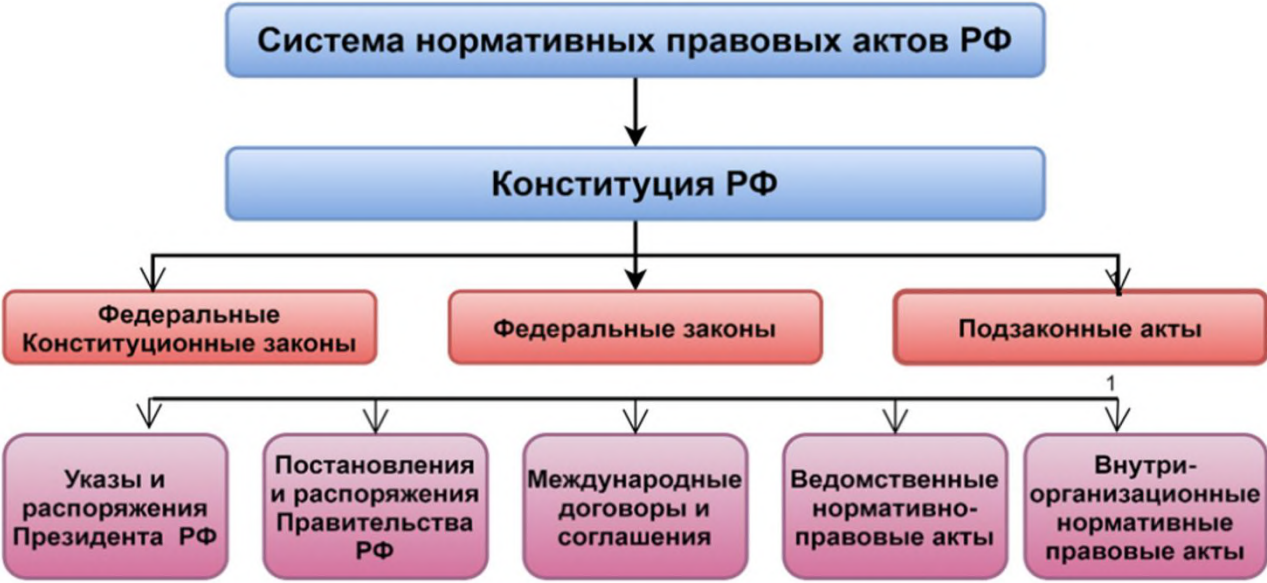 Система нормативных правовых актов РФ
Конституция РФ
Федеральные
Конституционные законы
Федеральные законы
Подзаконные акты
1
Указы и
распоряжения
Президента РФ
Постановления
и распоряжения
Правительства
РФ
Международные
договоры и
соглашения
Ведомственные
нормативно-
правовые акты
Внутри-
организационные
нормативные
правовые акты